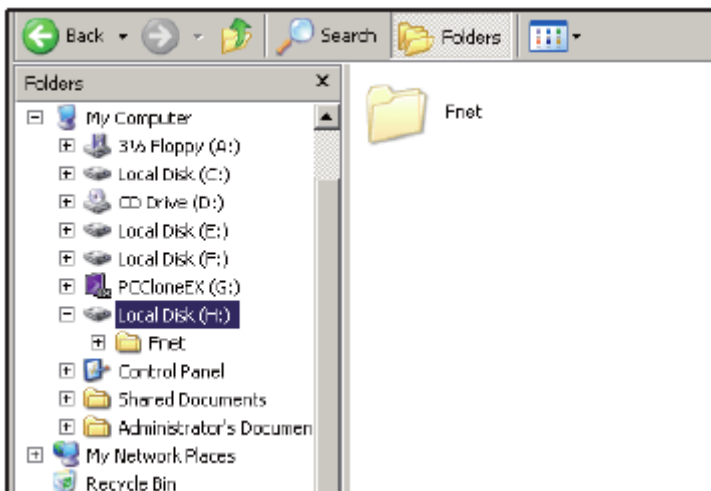 Back
Search
Folders
Folders
x
My Computer
3½ Floppy (A:)
Local Disk (C:)
CD Drive (D:)
Local Disk (E:)
Local Disk (F:)
PCCloneEX (G:)
Local Disk (H:)
Fnet
Control Panel
Shared Documents
Administrator's Documen
My Network Places
Recycle Bin
Fnet